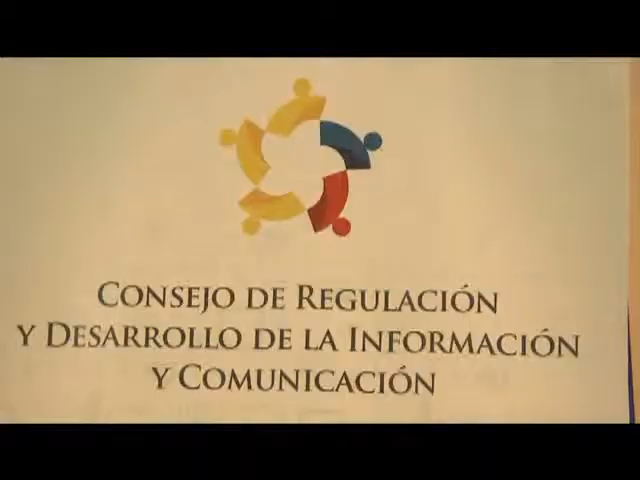 CONSEJO DE REGULACIÓN
Y DESARROLLO DE LA INFORMACIÓN
Y COMUNICACIÓN